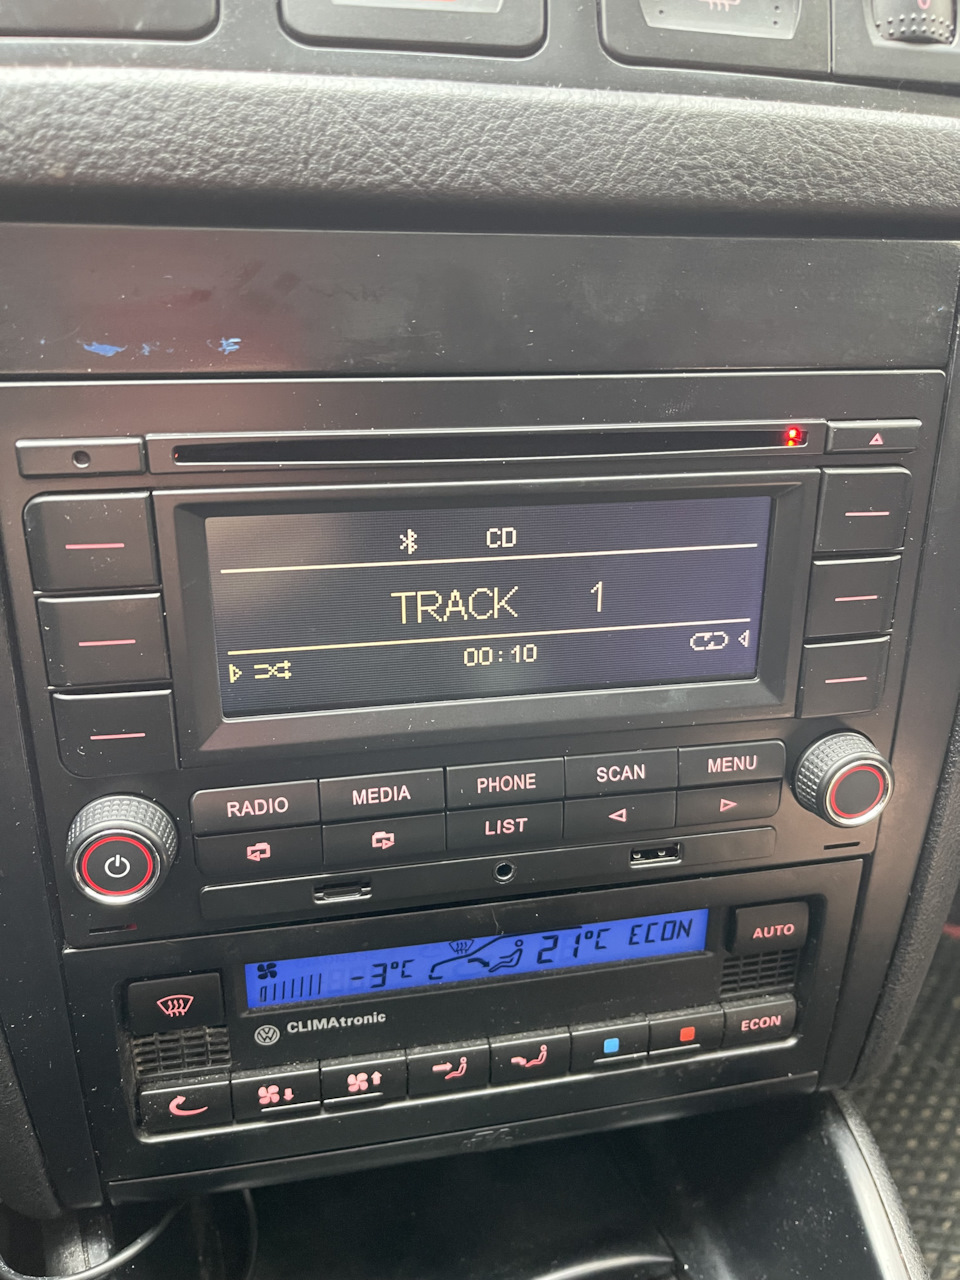 CD
TRACK 1
00:10
RADIO MEDIA PHONE SCAN MENU
LIST
-3°C 21°C ECON
AUTO
CLIMAtronic
ECON